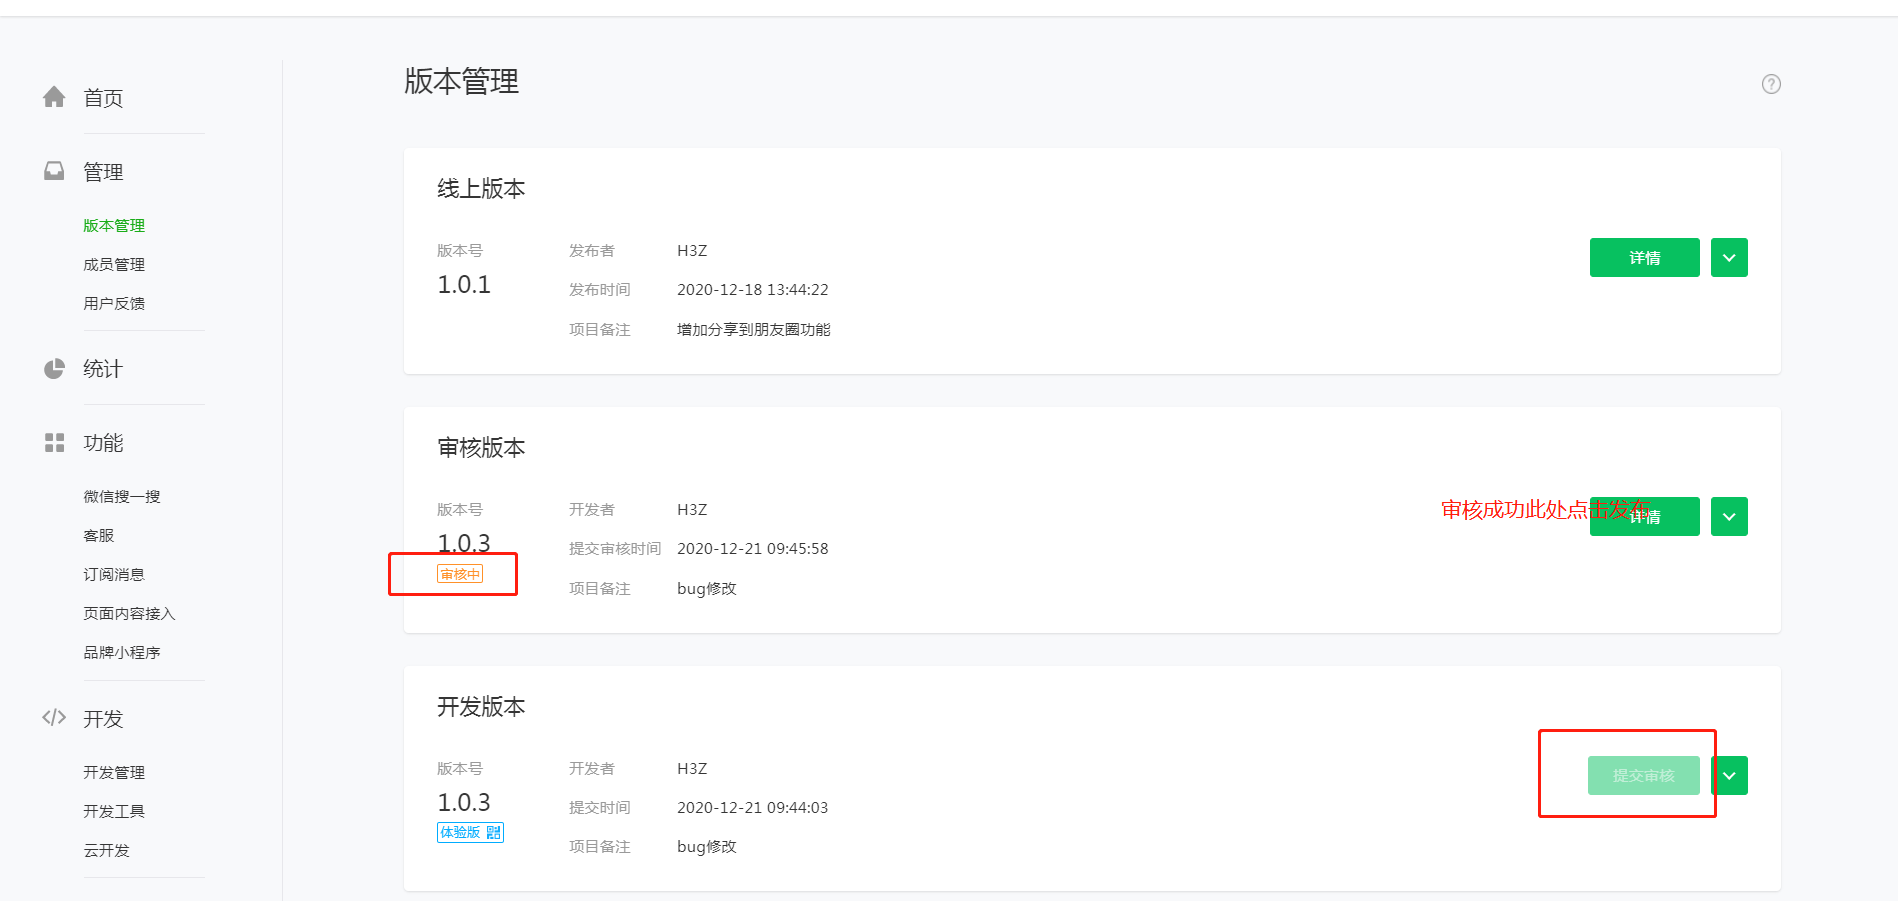 首页
管理
版本管理
成员管理
用户反馈
统计
功能
微信搜一搜
客服
订阅消息
页面内容接入
品牌小程序
开发
开发管理
开发工具
云开发
版本管理
?
线上版本
版本号
1.0.1
发布者 H3Z
发布时间 2020-12-18 13:44:22
项目备注 增加分享到朋友圈功能
详情
审核版本
版本号
1.0.3
审核中
开发者 H3Z
提交审核时间 2020-12-21 09:45:58
项目备注 bug修改
审核成功此处点击发布
详情
开发版本
版本号
1.0.3
体验版
开发者 H3Z
提交时间 2020-12-21 09:44:03
项目备注 bug修改
提交审核